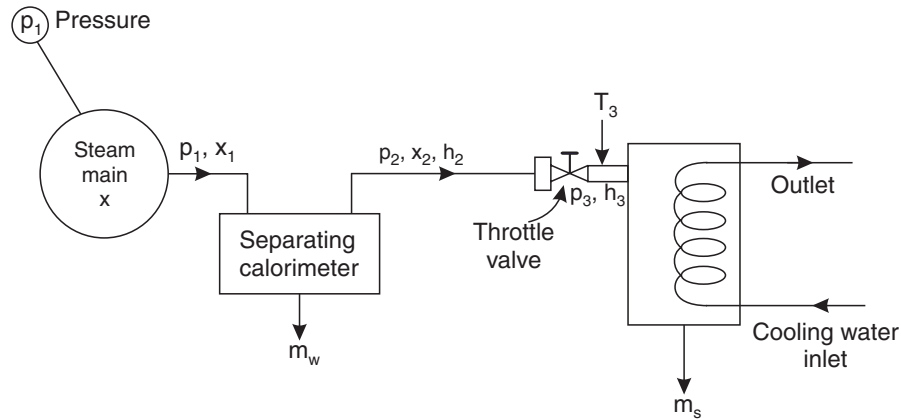 p1 Pressure
Steam
main
x
p1, x1
p2, x2, h2
T3
p3, h3
Throttle
valve
Separating
calorimeter
mw
Outlet
Cooling water
inlet
ms